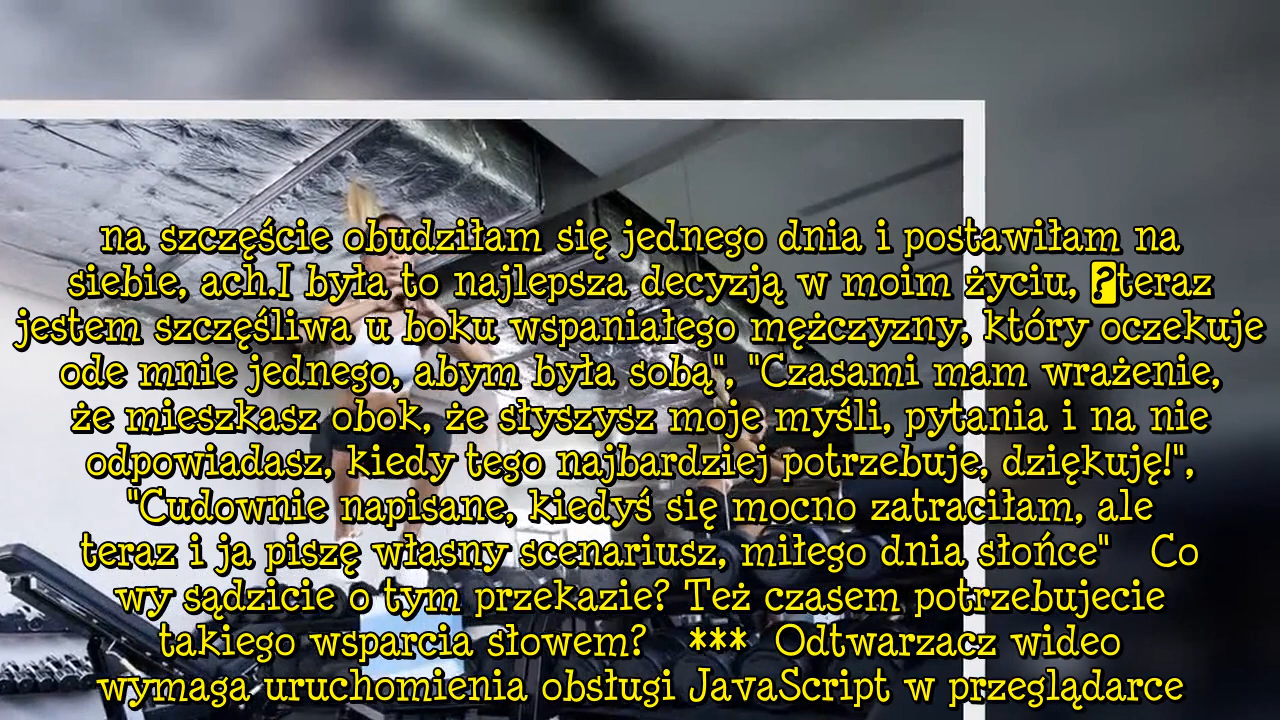 na szczęście obudziłam się jednego dnia i postawiłam na
siebie, ach.I była to najlepsza decyzją w moim życiu, �teraz
jestem szczęśliwa u boku wspaniałego mężczyzny, który oczekuje
ode mnie jednego, abym była sobą", "Czasami mam wrażenie,
że mieszkasz obok, że słyszysz moje myśli, pytania i na nie
odpowiadasz, kiedy tego najbardziej potrzebuje, dziękuję!",
"Cudownie napisane, kiedyś się mocno zatraciłam, ale
teraz i ja piszę własny scenariusz, miłego dnia słońce" Co
wy sądzicie o tym przekazie? Też czasem potrzebujecie
takiego wsparcia słowem? *** Odtwarzacz wideo
wymaga uruchomienia obsługi JavaScript w przeglądarce